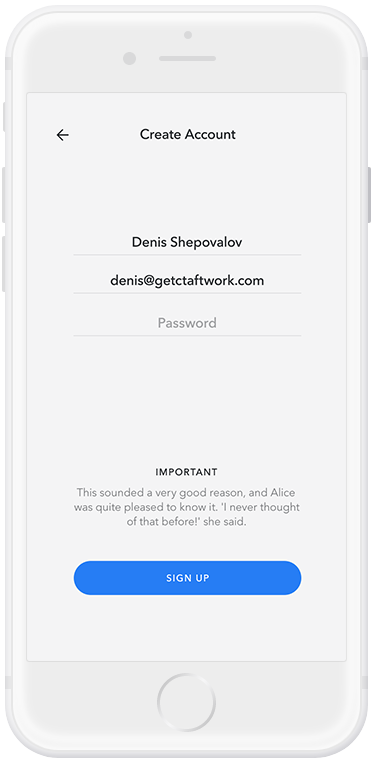 Create Account
Denis Shepovalov
denis@getctaftwork.com
Password
IMPORTANT
This sounded a very good reason, and Alice
was quite pleased to know it. 'I never thought
of that before!' she said.
SIGN UP